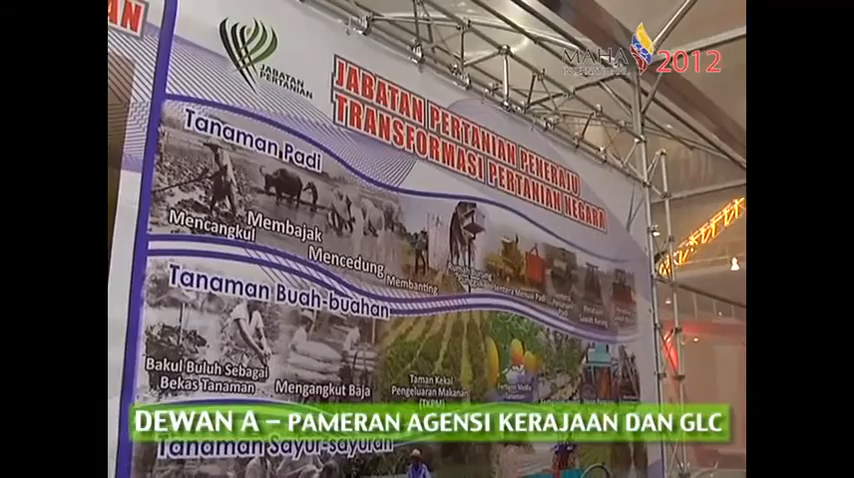 MAHA
INTERNATIONAL
2012
AN
JABATAN
PERTANIAN
JABATAN PERTANIAN PENERAJU
TRANSFORMASI PERTANIAN NEGARA
Tanaman Padi
Mencangkul
Membajak
Mencedung
Membanting
Tanaman Buah-buahan
Bakul Buluh Sebagai
Bekas Tanaman
Mengangkut Baja
Taman Kekal
Pengeluaran Makanan
(TKPM)
DEWAN A – PAMERAN AGENSI KERAJAAN DAN GLC
Tanaman Sayur-sayuran